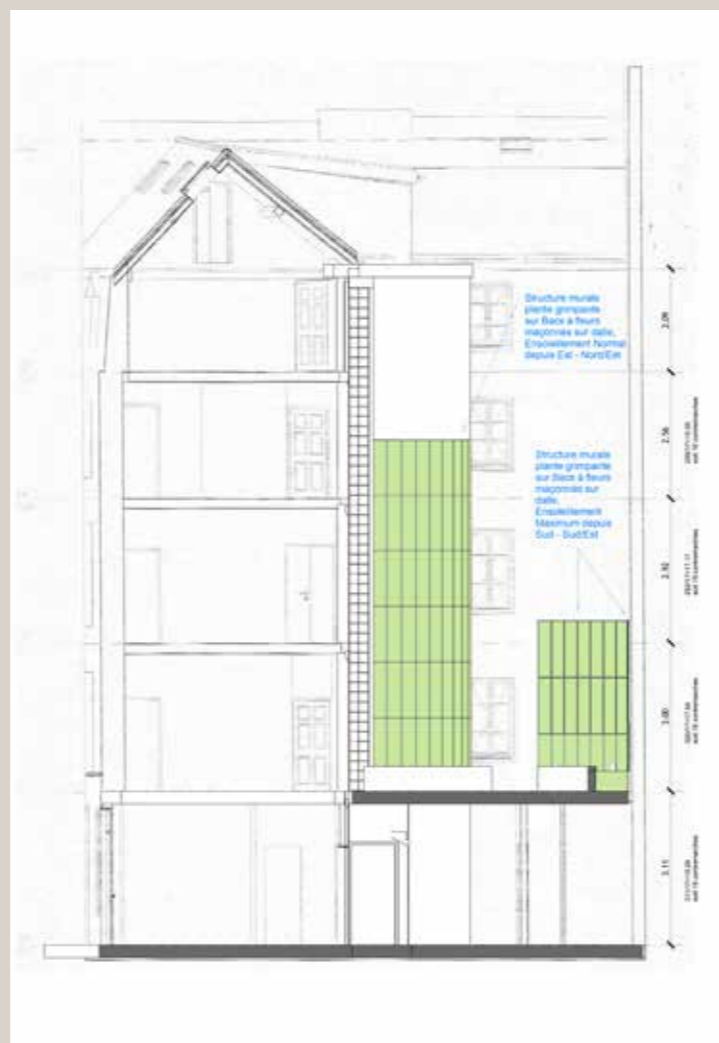 Structure murale
plante grimpante
sur Bacs à fleurs
maçonnés sur dalle,
Ensoleillement Normal
depuis Est - Nord/Est
Structure murale
plante grimpante
sur Bacs à fleurs
maçonnés sur
dalle,
Ensoleillement
Maximum depuis
Sud - Sud/Est
2.09
2.56
2.92
3.00
3.11